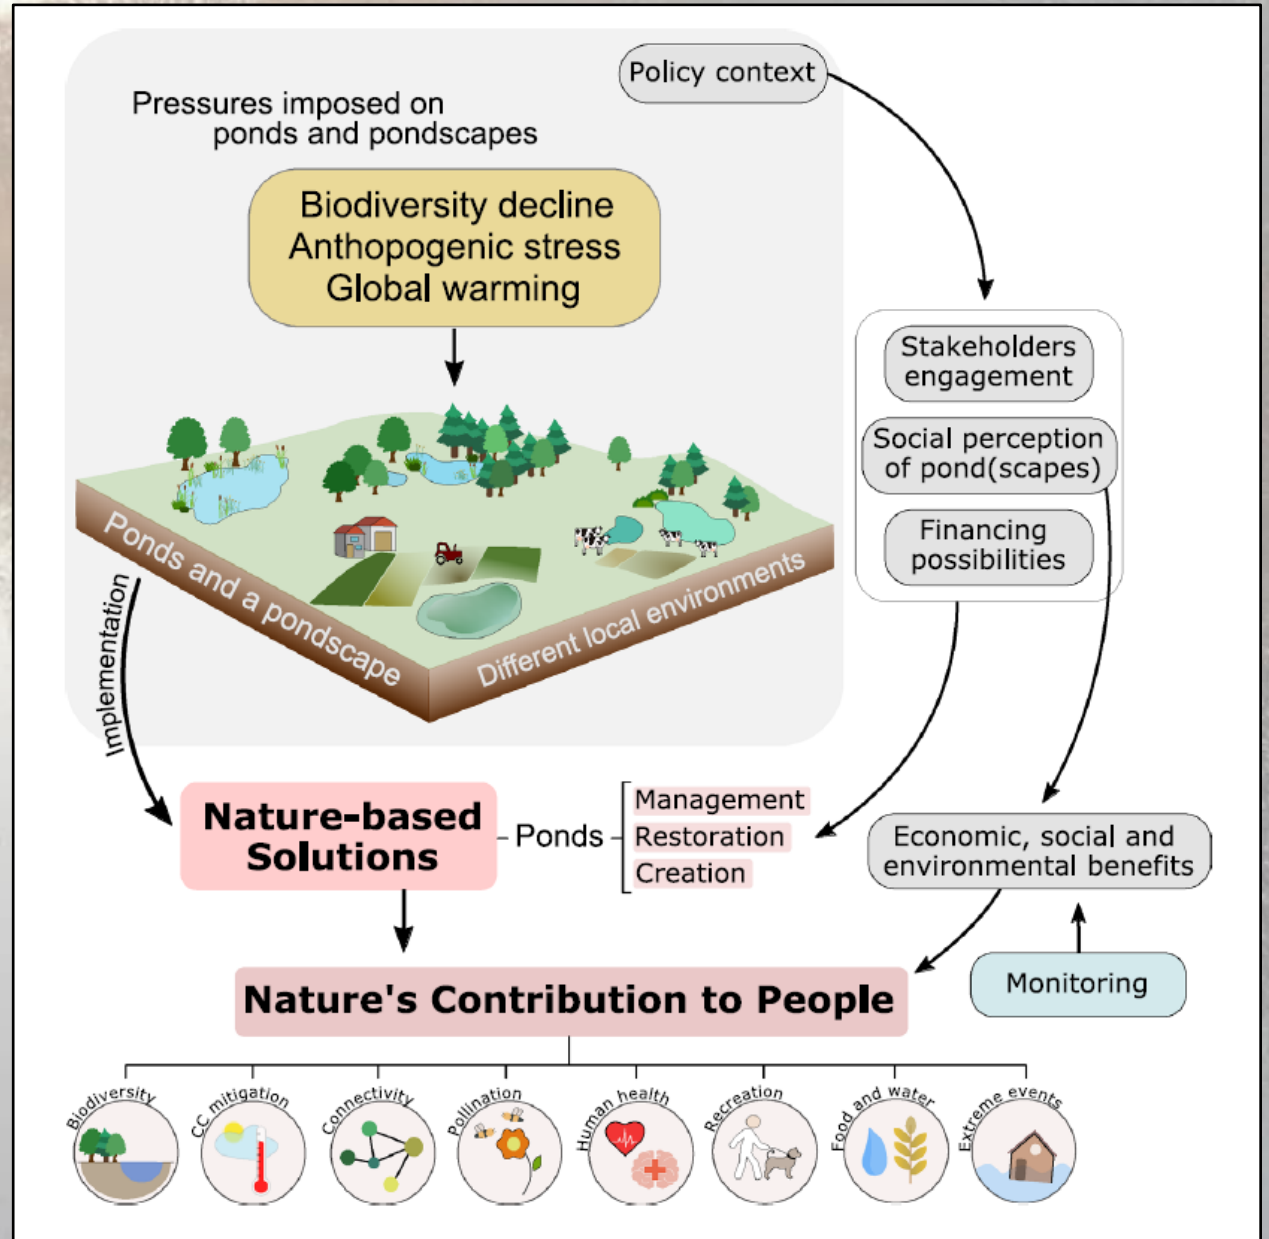 Policy context
Pressures imposed on
ponds and pondscapes
Biodiversity decline
Anthopogenic stress
Global warming
Stakeholders
engagement
Social perception
of pond(scapes)
Financing
possibilities
Ponds and a pondscape
Different local environments
Implementation
Nature-based
Solutions
Ponds
Management
Restoration
Creation
Economic, social and
environmental benefits
Monitoring
Nature's Contribution to People
Biodiversity
CC mitigation
Connectivity
Pollination
Human health
Recreation
Food and water
Extreme events